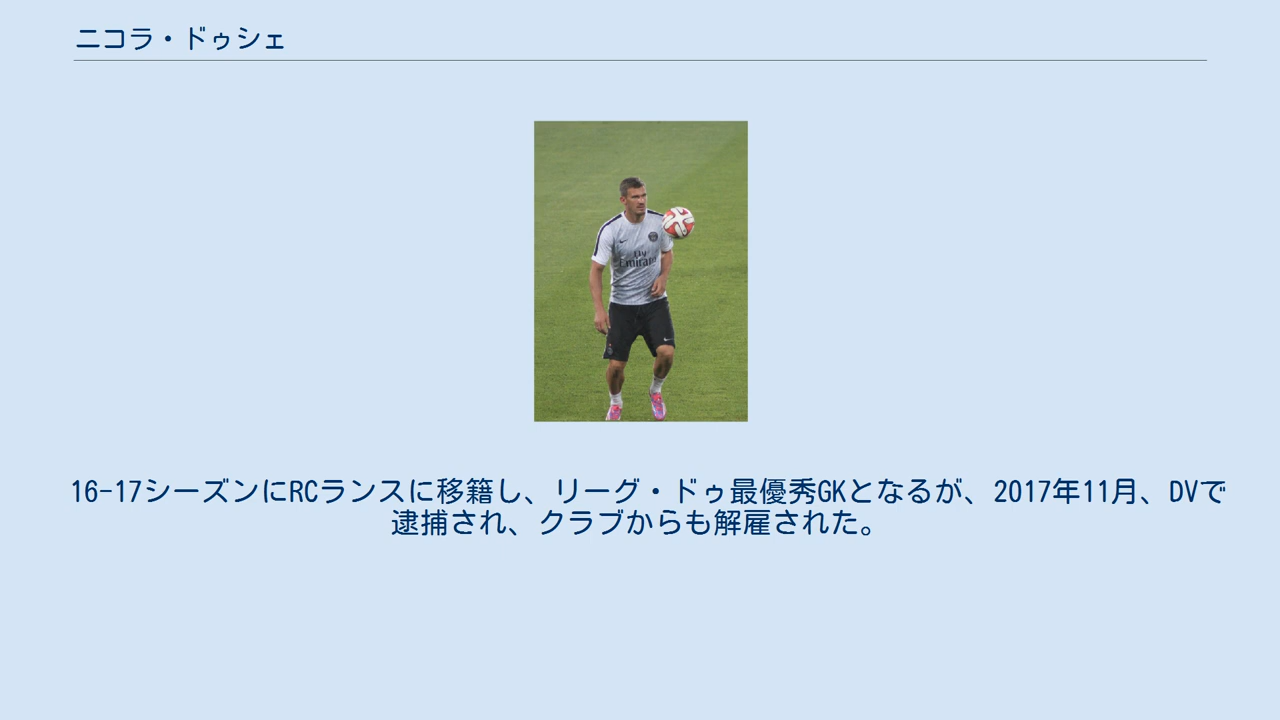 ニコラ・ドゥシェ
Fly
Emirates
16-17シーズンにRCランスに移籍し、リーグ・ドゥ最優秀GKとなるが、2017年11月、DVで
逮捕され、クラブからも解雇された。